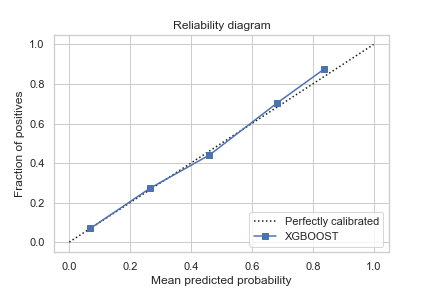 Reliability diagram
1.0
0.8
0.6
0.4
0.2
0.0
Fraction of positives
Perfectly calibrated
XGBOOST
0.0 0.2 0.4 0.6 0.8 1.0
Mean predicted probability